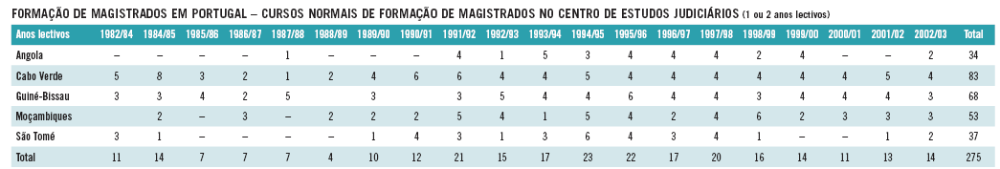 FORMAÇÃO DE MAGISTRADOS EM PORTUGAL – CURSOS NORMAIS DE FORMAÇÃO DE MAGISTRADOS NO CENTRO DE ESTUDOS JUDICIÁRIOS (1 ou 2 anos lectivos)
Anos lectivos 1982/84 1984/85 1985/86 1986/87 1987/88 1988/89 1989/90 1990/91 1991/92 1992/93 1993/94 1994/95 1995/96 1996/97 1997/98 1998/99 1999/00 2000/01 2001/02 2002/03 Total
Angola – – – – 1 – – – 4 1 5 3 4 4 4 2 4 – – 2 34
Cabo Verde 5 8 3 2 1 2 4 6 6 4 4 5 4 4 4 4 4 4 5 4 83
Guiné-Bissau 3 3 4 2 5 3 3 5 4 4 6 4 4 3 4 4 4 3 68
Moçambiques 2 – 3 – 2 2 2 5 4 1 5 4 2 4 6 2 3 3 3 53
São Tomé 3 1 – – – – 1 4 3 1 3 6 4 3 4 1 – – 1 2 37
Total 11 14 7 7 7 4 10 12 21 15 17 23 22 17 20 16 14 11 13 14 275